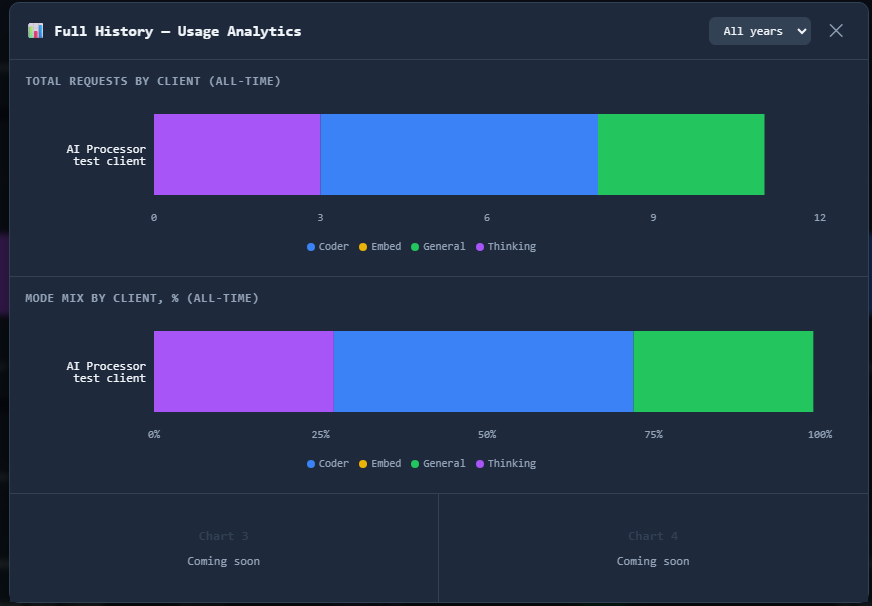 Full History — Usage Analytics
All years
TOTAL REQUESTS BY CLIENT (ALL-TIME)
AI Processor
test client
0 3 6 9 12
Coder Embed General Thinking
MODE MIX BY CLIENT, % (ALL-TIME)
AI Processor
test client
0% 25% 50% 75% 100%
Coder Embed General Thinking
Chart 3
Coming soon
Chart 4
Coming soon